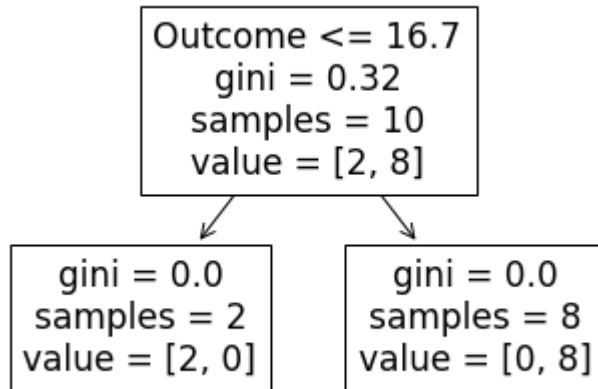 Outcome <= 16.7
gini = 0.32
samples = 10
value = [2, 8]
gini = 0.0
samples = 2
value = [2, 0]
gini = 0.0
samples = 8
value = [0, 8]